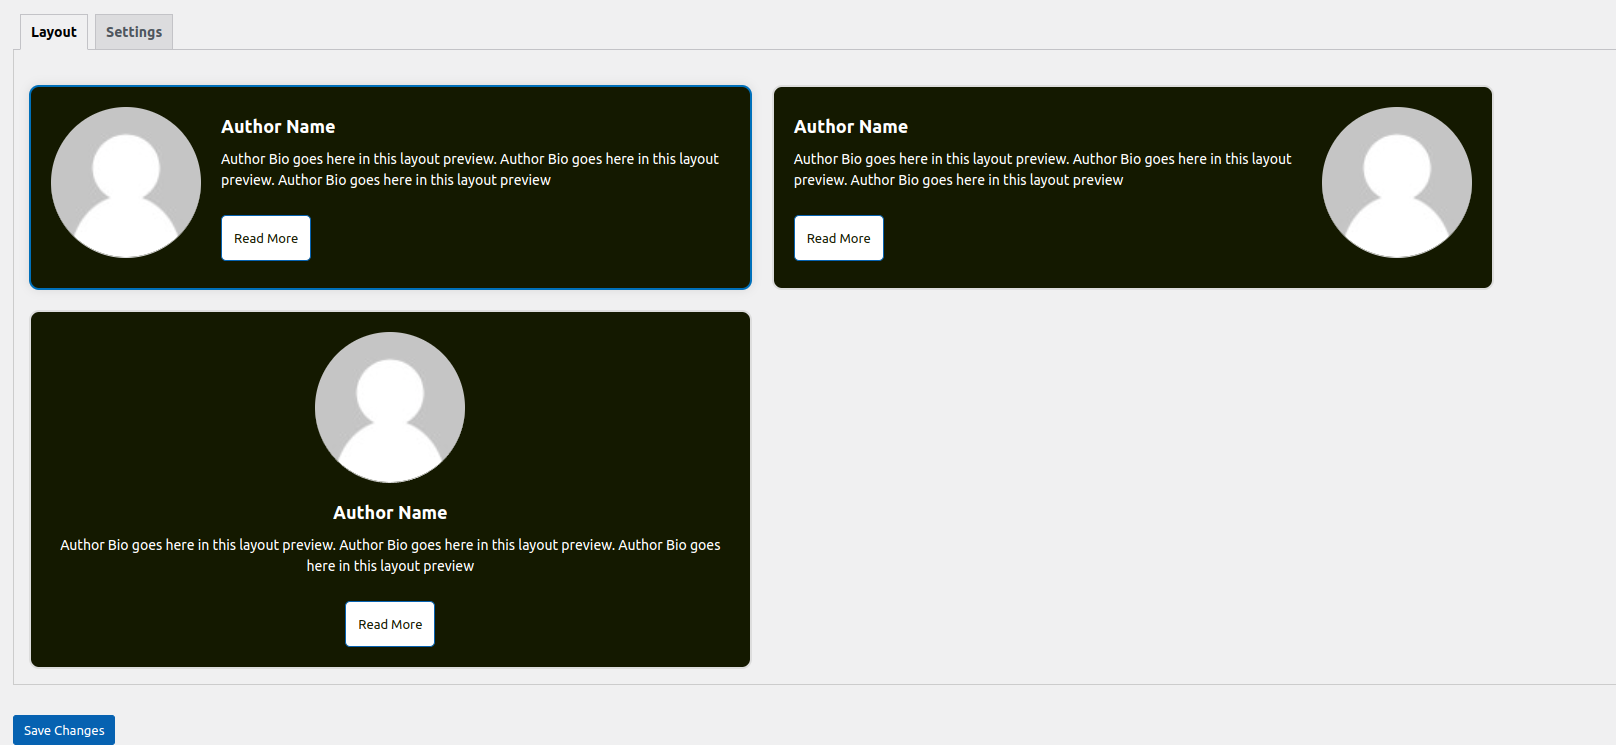 Layout
Settings
Author Name
Author Bio goes here in this layout preview. Author Bio goes here in this layout
preview. Author Bio goes here in this layout preview
Read More
Author Name
Author Bio goes here in this layout preview. Author Bio goes here in this layout
preview. Author Bio goes here in this layout preview
Read More
Author Name
Author Bio goes here in this layout preview. Author Bio goes here in this layout preview. Author Bio goes
here in this layout preview
Read More
Save Changes